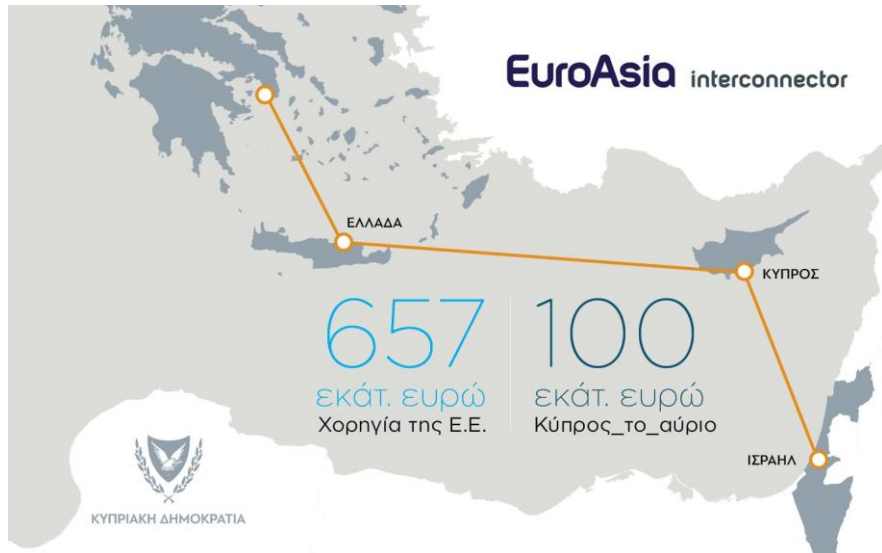 EuroAsia interconnector
ΕΛΛΑΔΑ
ΚΥΠΡΟΣ
657
εκάτ. ευρώ
Χορηγία της Ε.Ε.
100
εκάτ. ευρώ
Κύπρος_το_αύριο
ΙΣΡΑΗΛ
ΚΥΠΡΙΑΚΗ ΔΗΜΟΚΡΑΤΙΑ